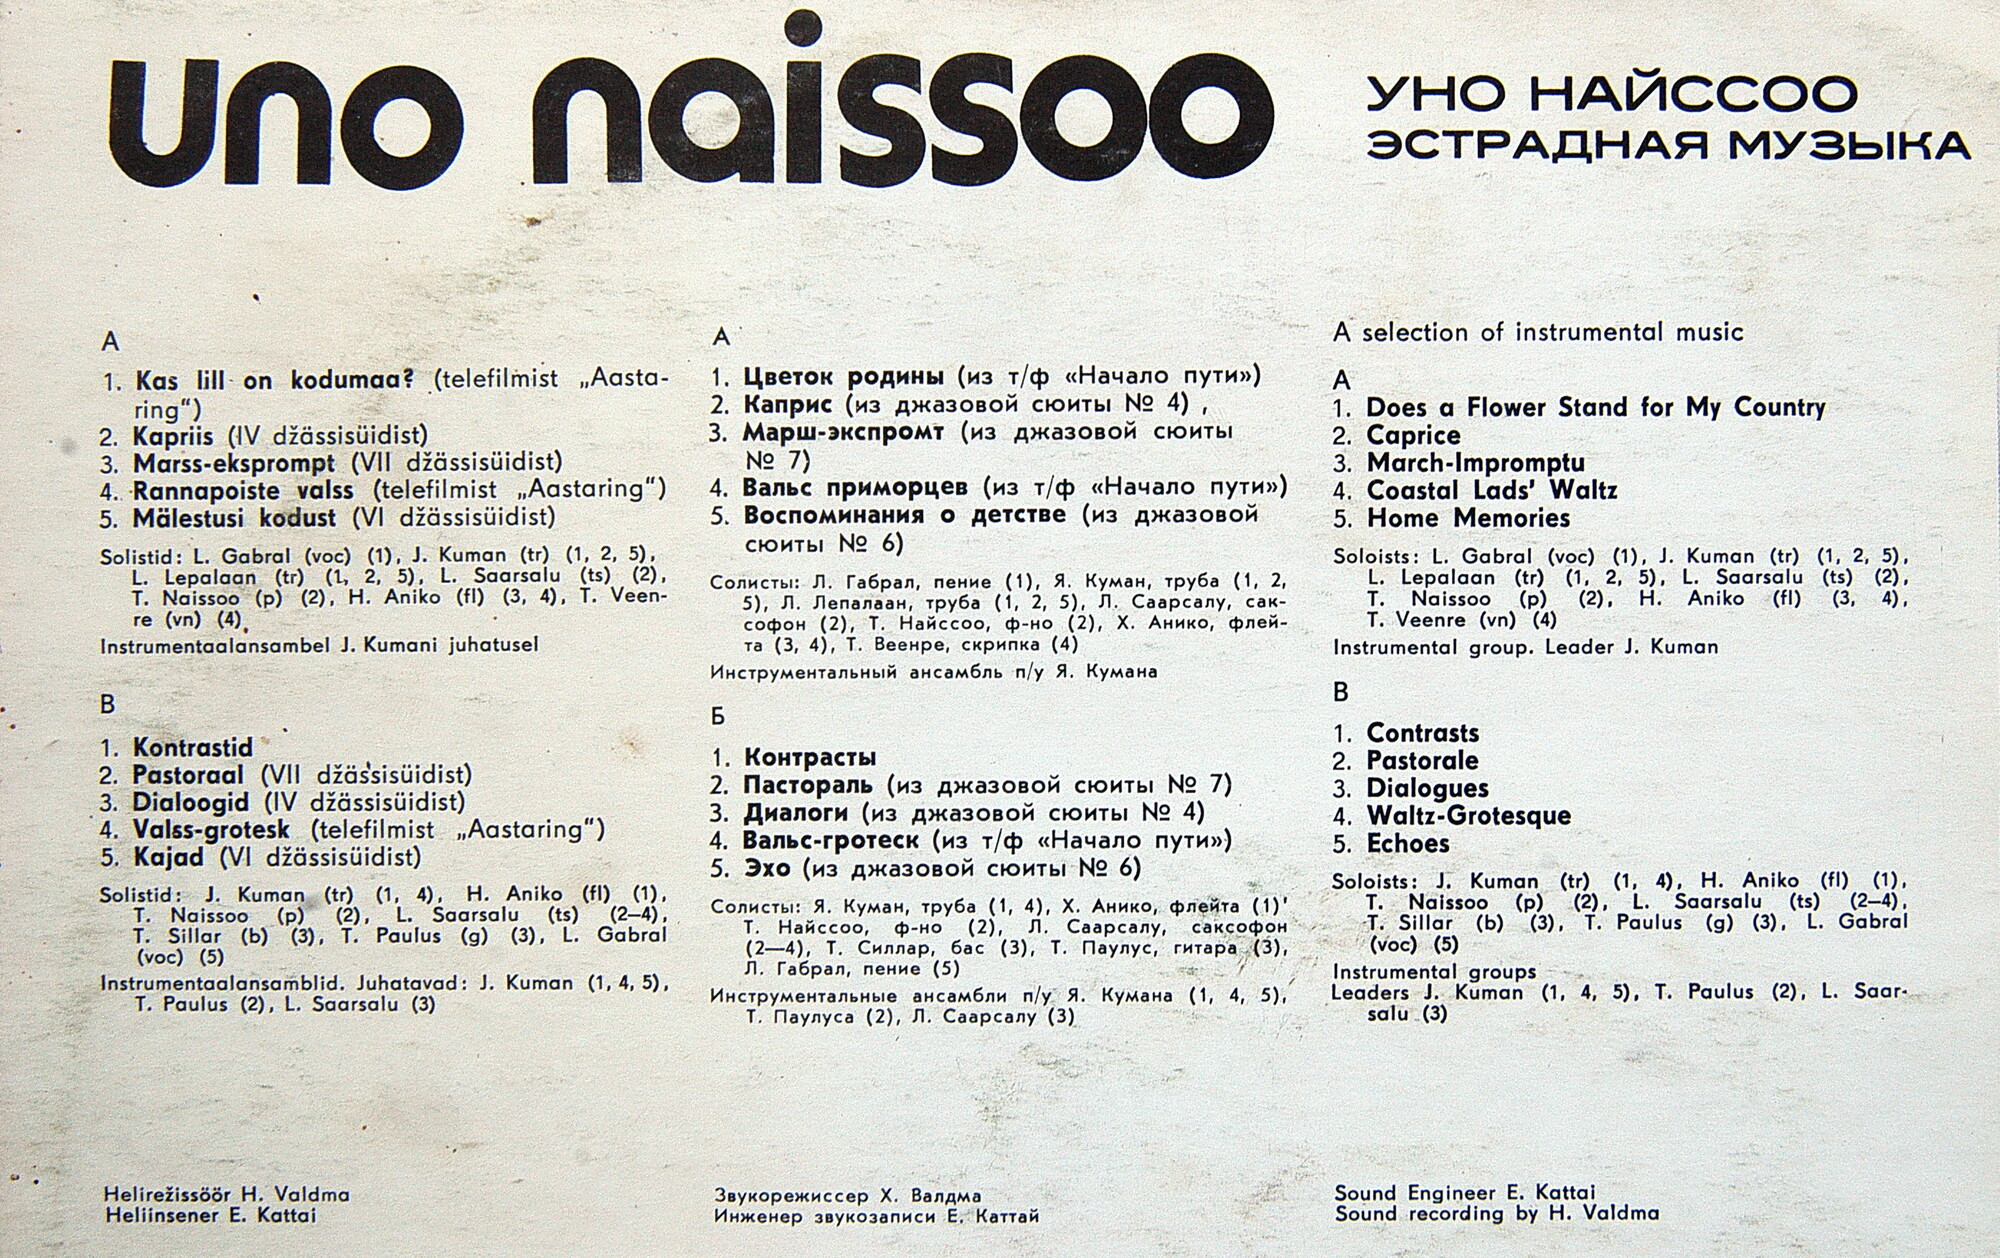 uno naissoo
УНО НАЙССОО
ЭСТРАДНАЯ МУЗЫКА
A
1. Kas lill on kodumaa? (telefilmist „Aasta-
ring“)
2. Kapriis (IV džässisüidist)
3. Marss-eksprompt (VII džässisüidist)
4. Rannapoiste valss (telefilmist „Aastaring“)
5. Mälestusi kodust (VI džässisüidist)
Solistid: L. Gabral (voc) (1), J. Kuman (tr) (1, 2, 5),
L. Lepalaan (tr) (1, 2, 5), L. Saarsalu (ts) (2),
T. Naissoo (p) (2), H. Aniko (fl) (3, 4), T. Veen-
re (vn) (4)
Instrumentaalansambel J. Kumani juhatusel
B
1. Kontrastid
2. Pastoraal (VII džässisüidist)
3. Dialoogid (IV džässisüidist)
4. Valss-grotesk (telefilmist „Aastaring“)
5. Kajad (VI džässisüidist)
Solistid: J. Kuman (tr) (1, 4), H. Aniko (fl) (1),
T. Naissoo (p) (2), L. Saarsalu (ts) (2–4),
T. Sillar (b) (3), T. Paulus (g) (3), L. Gabral
(voc) (5)
Instrumentaalansamblid. Juhatavad: J. Kuman (1, 4, 5),
T. Paulus (2), L. Saarsalu (3)
Helirežissöör H. Valdma
Heliinsener E. Kattai
А
1. Цветок родины (из т/ф «Начало пути»)
2. Каприс (из джазовой сюиты № 4),
3. Марш-экспромт (из джазовой сюиты
№ 7)
4. Вальс приморцев (из т/ф «Начало пути»)
5. Воспоминания о детстве (из джазовой
сюиты № 6)
Солисты: Л. Габрал, пение (1), Я. Куман, труба (1, 2,
5), Л. Лепалаан, труба (1, 2, 5), Л. Саарсалу, сак-
софон (2), Т. Найссоо, ф-но (2), Х. Анико, флей-
та (3, 4), Т. Веенре, скрипка (4)
Инструментальный ансамбль п/у Я. Кумана
Б
1. Контрасты
2. Пастораль (из джазовой сюиты № 7)
3. Диалоги (из джазовой сюиты № 4)
4. Вальс-гротеск (из т/ф «Начало пути»)
5. Эхо (из джазовой сюиты № 6)
Солисты: Я. Куман, труба (1, 4), Х. Анико, флейта (1)'
Т. Найссоо, ф-но (2), Л. Саарсалу, саксофон
(2—4), Т. Силлар, бас (3), Т. Паулус, гитара (3),
Л. Габрал, пение (5)
Инструментальные ансамбли п/у Я. Кумана (1, 4, 5),
Т. Паулуса (2), Л. Саарсалу (3)
Звукорежиссер Х. Валдма
Инженер звукозаписи Е. Каттай
A selection of instrumental music
A
1. Does a Flower Stand for My Country
2. Caprice
3. March-Impromptu
4. Coastal Lads' Waltz
5. Home Memories
Soloists: L. Gabral (voc) (1), J. Kuman (tr) (1, 2, 5),
L. Lepalaan (tr) (1, 2, 5), L. Saarsalu (ts) (2),
T. Naissoo (p) (2), H. Aniko (fl) (3, 4),
T. Veenre (vn) (4)
Instrumental group. Leader J. Kuman
B
1. Contrasts
2. Pastorale
3. Dialogues
4. Waltz-Grotesque
5. Echoes
Soloists: J. Kuman (tr) (1, 4), H. Aniko (fl) (1),
T. Naissoo (p) (2), L. Saarsalu (ts) (2–4),
T. Sillar (b) (3), T. Paulus (g) (3), L. Gabral
(voc) (5)
Instrumental groups
Leaders J. Kuman (1, 4, 5), T. Paulus (2), L. Saar-
salu (3)
Sound Engineer E. Kattai
Sound recording by H. Valdma